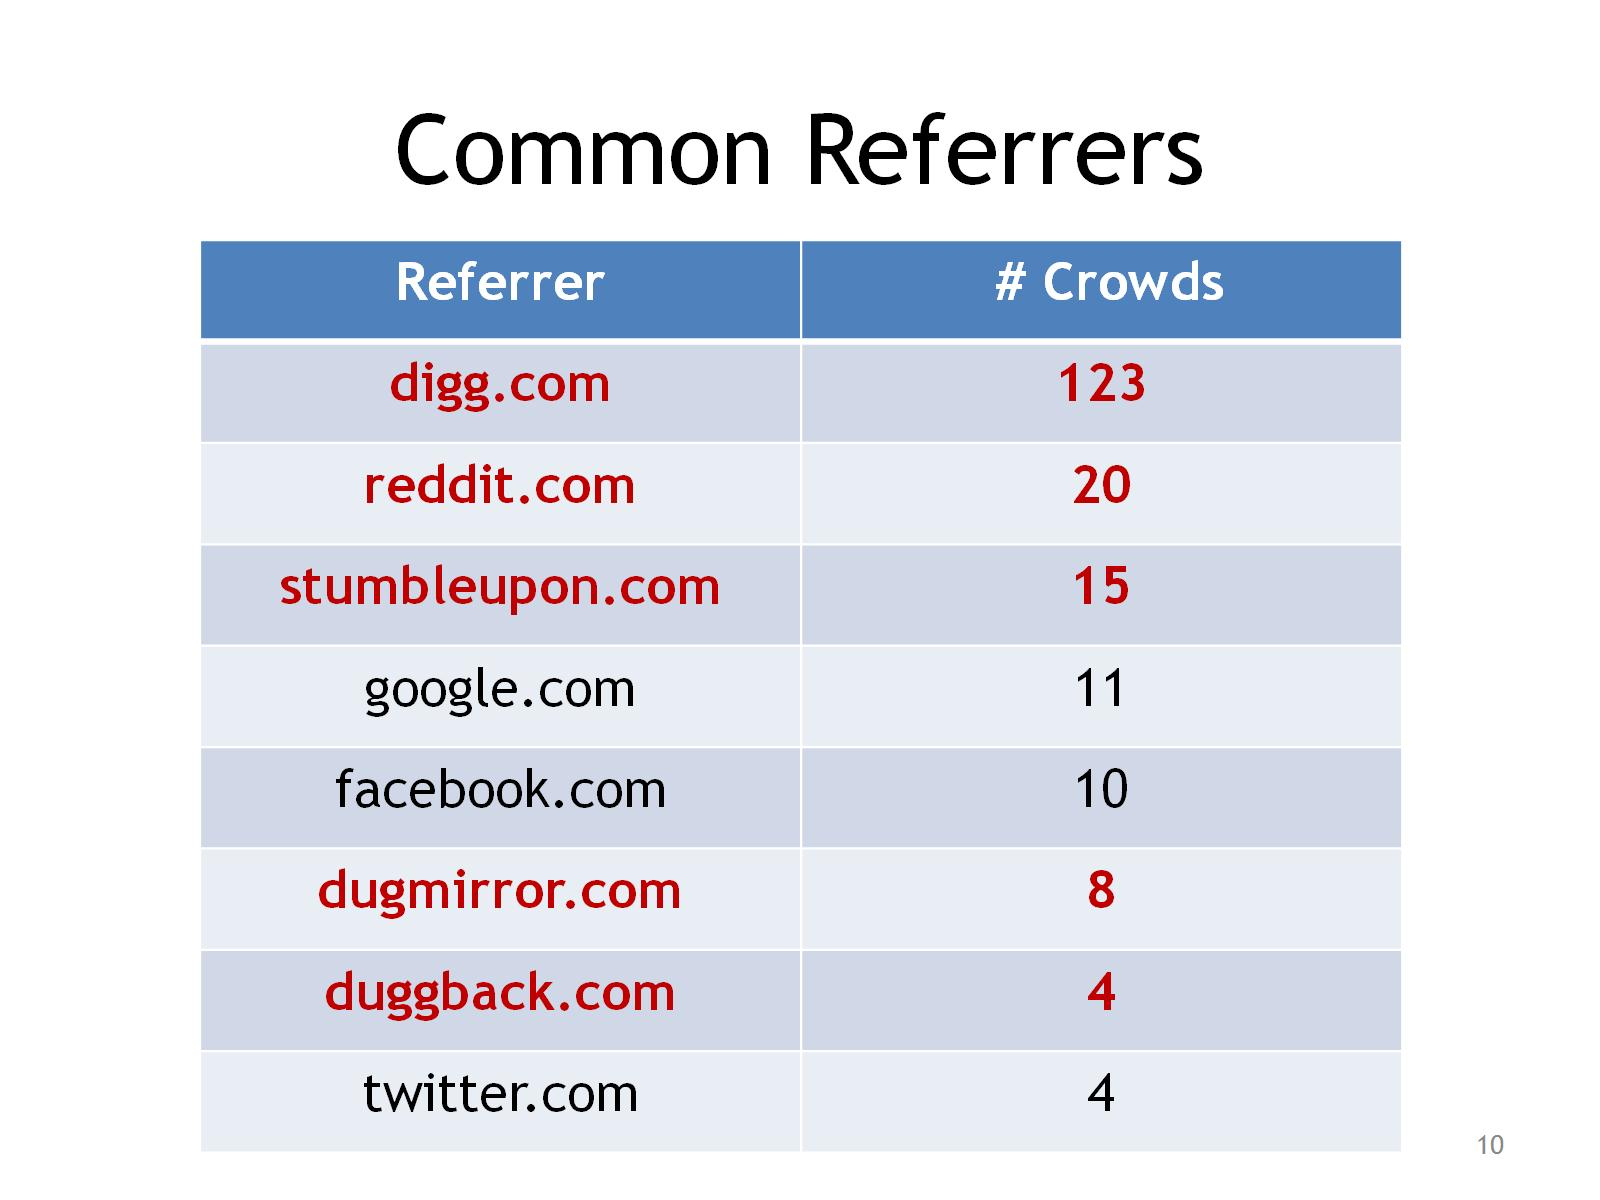 Common Referrers
Referrer # Crowds
digg.com 123
reddit.com 20
stumbleupon.com 15
google.com 11
facebook.com 10
dugmirror.com 8
duggback.com 4
twitter.com 4
10